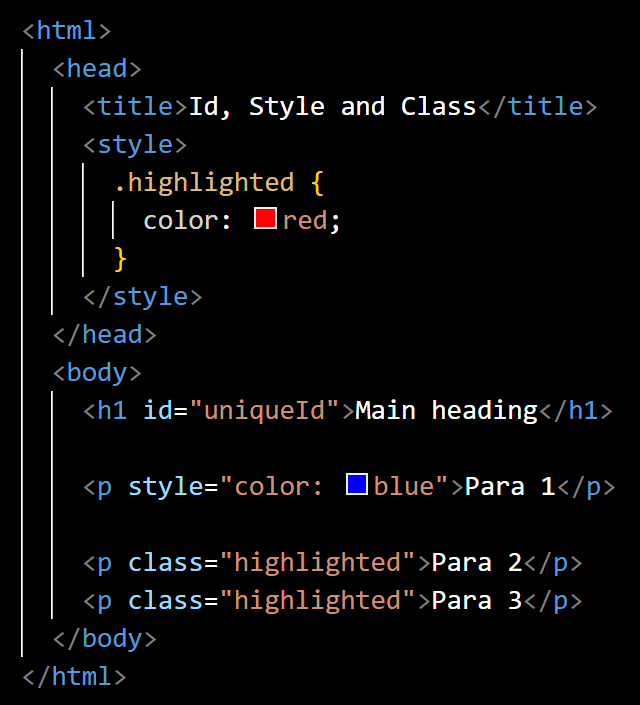 <html>
<head>
<title>Id, Style and Class</title>
<style>
.highlighted {
color: red;
}
</style>
</head>
<body>
<h1 id="uniqueId">Main heading</h1>
<p style="color: blue">Para 1</p>
<p class="highlighted">Para 2</p>
<p class="highlighted">Para 3</p>
</body>
</html>